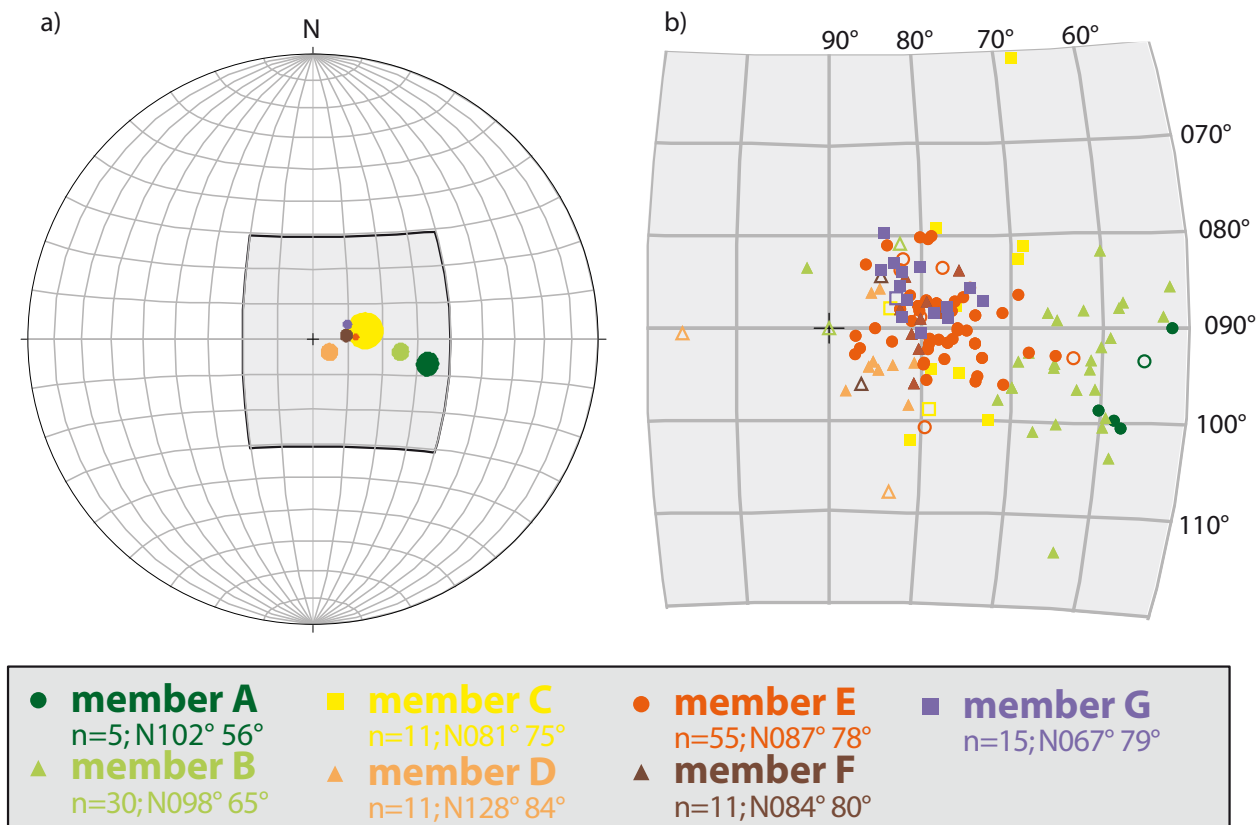 a)
N
b)
90° 80° 70° 60°
070°
080°
090°
100°
110°
member A
n=5; N102° 56°
member B
n=30; N098° 65°
member C
n=11; N081° 75°
member D
n=11; N128° 84°
member E
n=55; N087° 78°
member F
n=11; N084° 80°
member G
n=15; N067° 79°